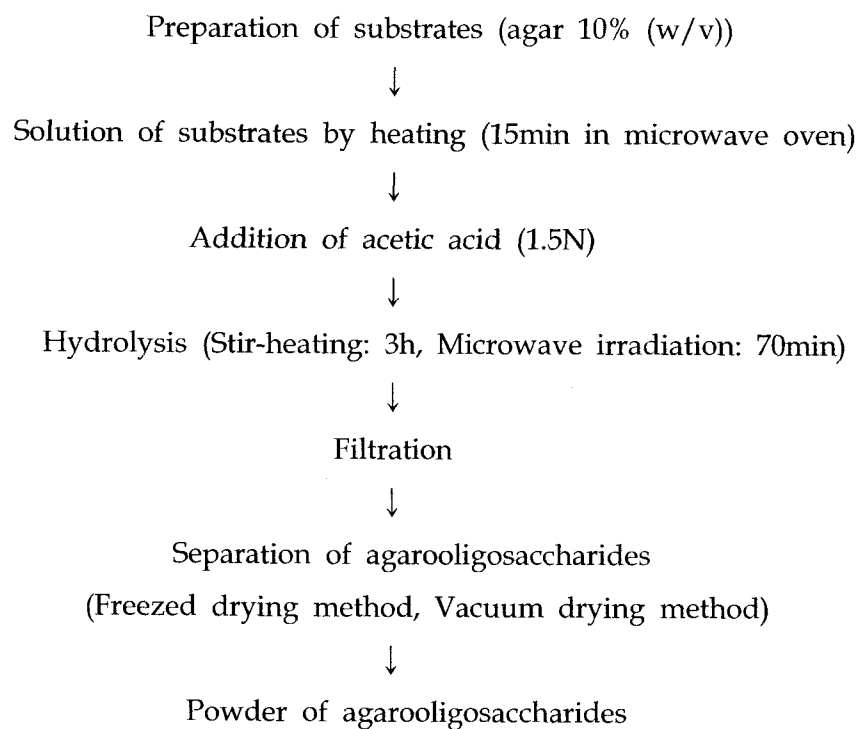 Preparation of substrates (agar 10% (w/v))
↓
Solution of substrates by heating (15min in microwave oven)
↓
Addition of acetic acid (1.5N)
↓
Hydrolysis (Stir-heating: 3h, Microwave irradiation: 70min)
↓
Filtration
↓
Separation of agarooligosaccharides
(Freezed drying method, Vacuum drying method)
↓
Powder of agarooligosaccharides